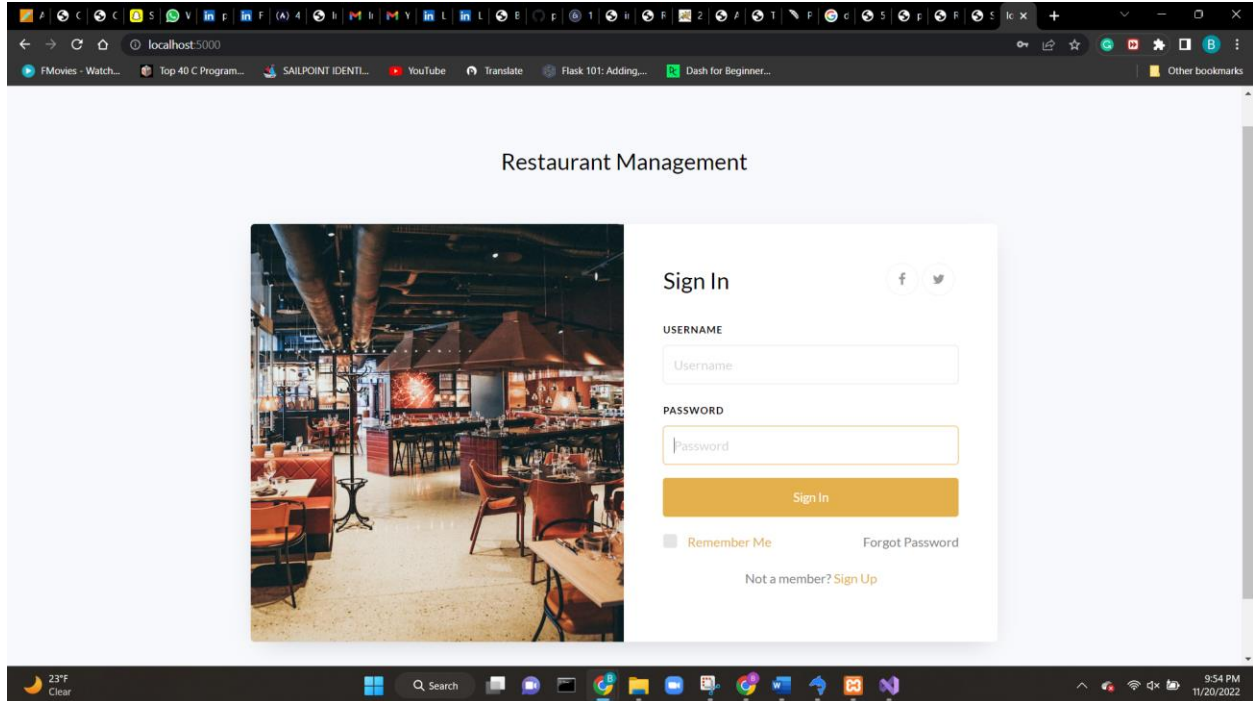 localhost:5000
FMovies - Watch... Top 40 C Program... SAILPOINT IDENTI... YouTube Translate Flask 101: Adding,... Dash for Beginner... Other bookmarks
Restaurant Management
Sign In
USERNAME
Username
PASSWORD
Password
Sign In
Remember Me Forgot Password
Not a member? Sign Up
23°F
Clear
Search
9:54 PM
11/20/2022